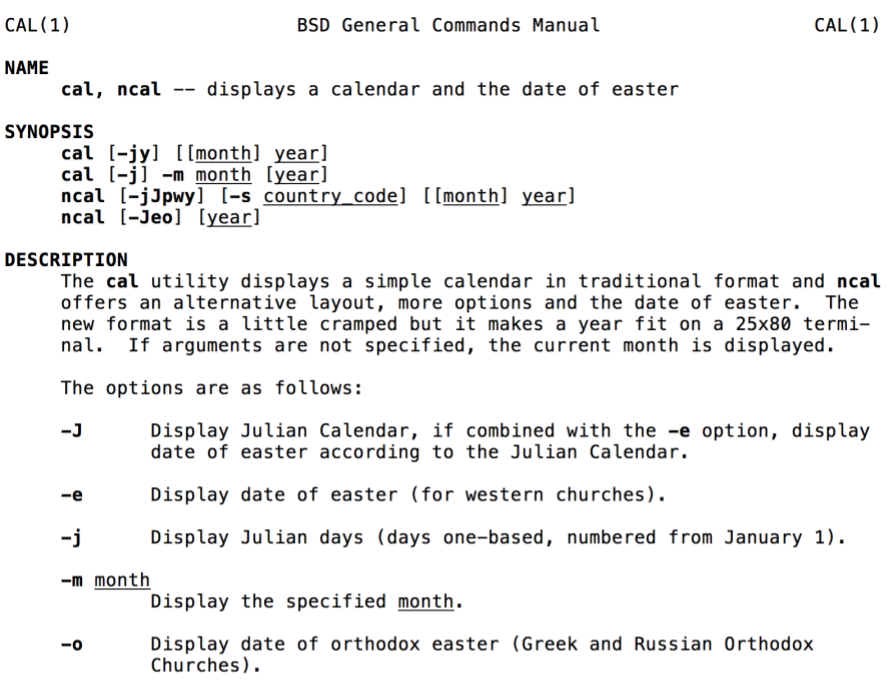 CAL(1) BSD General Commands Manual CAL(1)
NAME
cal, ncal -- displays a calendar and the date of easter
SYNOPSIS
cal [-jy] [[month] year]
cal [-j] -m month [year]
ncal [-jJpwy] [-s country_code] [[month] year]
ncal [-Jeo] [year]
DESCRIPTION
The cal utility displays a simple calendar in traditional format and ncal
offers an alternative layout, more options and the date of easter. The
new format is a little cramped but it makes a year fit on a 25x80 termi-
nal. If arguments are not specified, the current month is displayed.
The options are as follows:
-J Display Julian Calendar, if combined with the -e option, display
date of easter according to the Julian Calendar.
-e Display date of easter (for western churches).
-j Display Julian days (days one-based, numbered from January 1).
-m month
Display the specified month.
-o Display date of orthodox easter (Greek and Russian Orthodox
Churches).